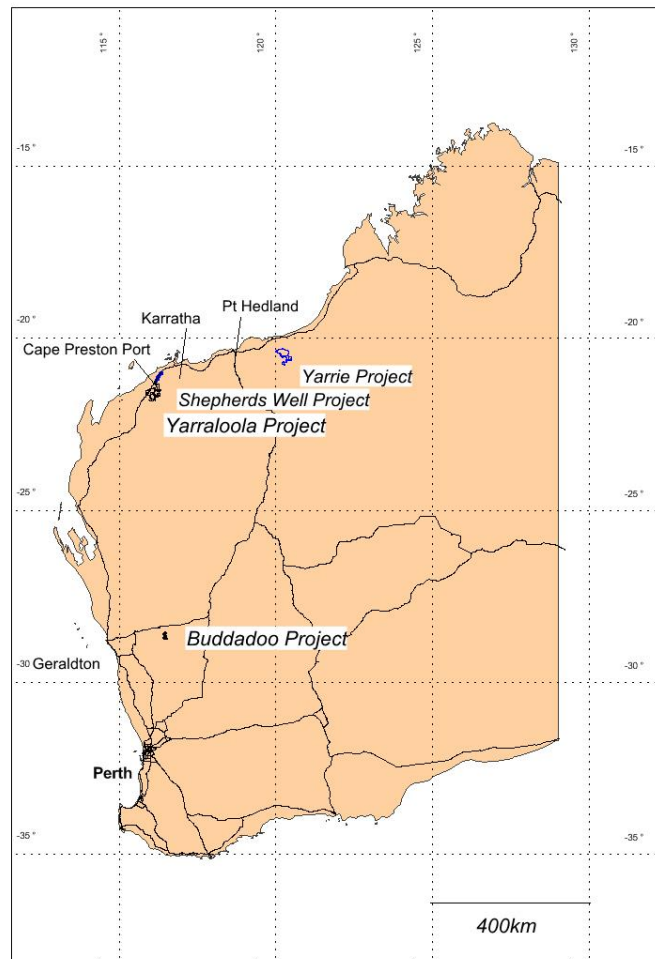 115°
120°
125°
130°
-15°
-15°
-20°
-20°
Pt Hedland
Karratha
Cape Preston Port
Yarrie Project
Shepherds Well Project
Yarraloola Project
-25°
-25°
Buddadoo Project
Geraldton
-30°
-30°
Perth
-35°
-35°
400km